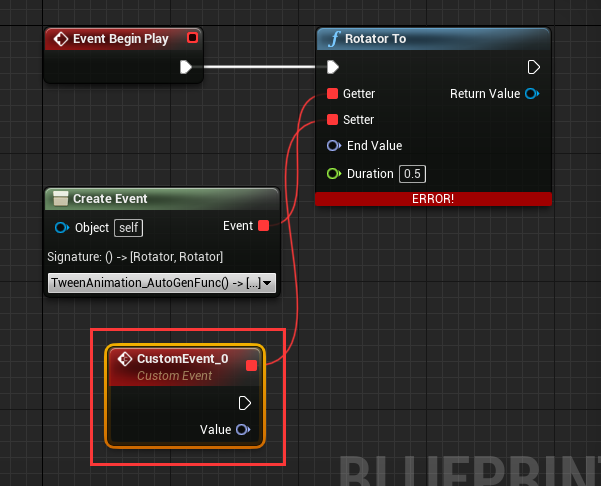 Event Begin Play
Rotator To
Getter
Return Value
Setter
End Value
Duration 0.5
ERROR!
Create Event
Object self
Event
Signature: () -> [Rotator, Rotator]
TweenAnimation_AutoGenFunc() -> [...]
CustomEvent_0
Custom Event
Value
BLUEPRINT